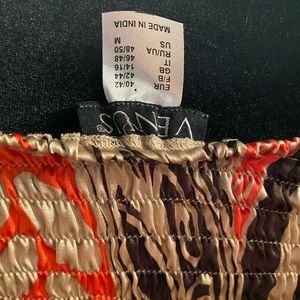 VENUS
EUR 40/42
F/B 42/44
GB 14/16
IT 46/48
RU/UA 48/50
US M
MADE IN INDIA